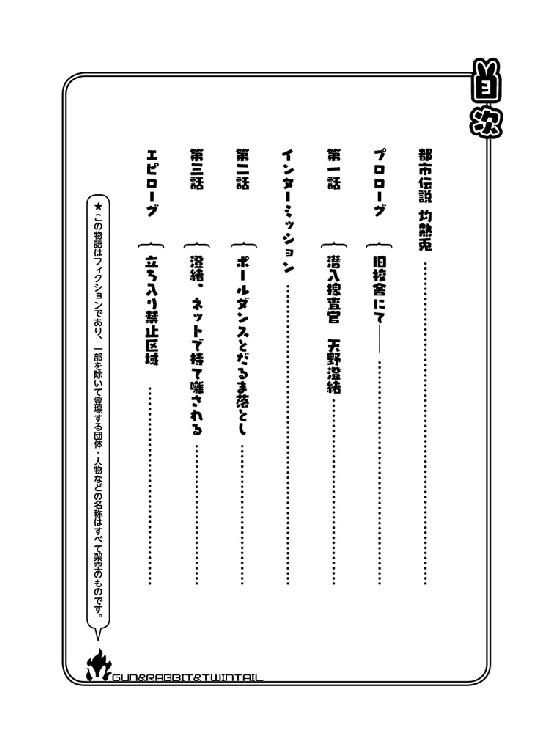 目次
都市伝説 灼熱兎
プロローグ 旧校舎にて――
第一話 潜入捜査官 天野澄緒
インターミッション
第二話 ポールダンスとだるま落とし
第三話 澄緒、ネットで持て囃される
エピローグ 立ち入り禁止区域
★この物語はフィクションであり、一部を除いて登場する団体・人物などの名称はすべて架空のものです。
GUN&RABBIT&TWINTAIL